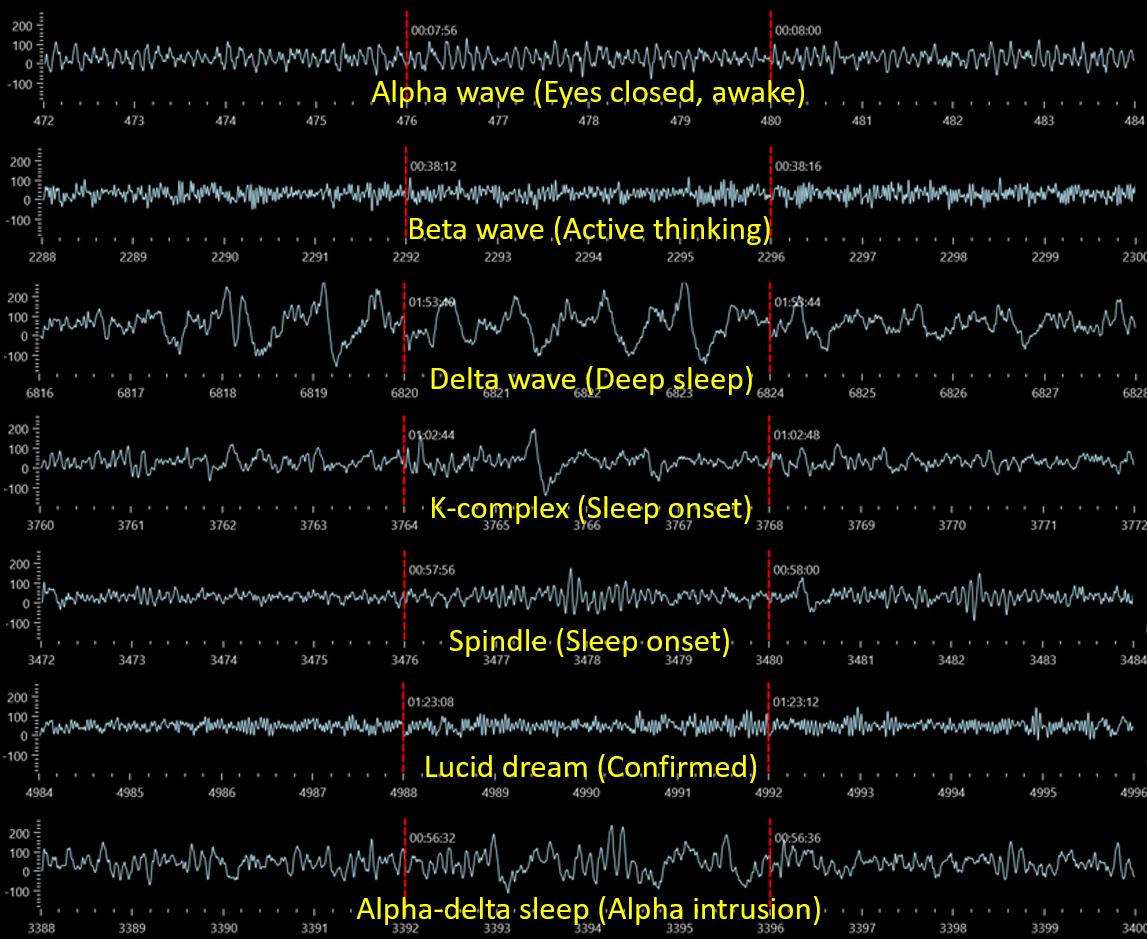 200
100
0
-100
00:07:56 00:08:00
Alpha wave (Eyes closed, awake)
472 473 474 475 476 477 478 479 480 481 482 483 484
200
100
0
-100
00:38:12 00:38:16
Beta wave (Active thinking)
2288 2289 2290 2291 2292 2293 2294 2295 2296 2297 2298 2299 2300
200
100
0
-100
01:53:40 01:53:44
Delta wave (Deep sleep)
6816 6817 6818 6819 6820 6821 6822 6823 6824 6825 6826 6827 6828
200
100
0
-100
01:02:44 01:02:48
K-complex (Sleep onset)
3760 3761 3762 3763 3764 3765 3766 3767 3768 3769 3770 3771 3772
200
100
0
-100
00:57:56 00:58:00
Spindle (Sleep onset)
3472 3473 3474 3475 3476 3477 3478 3479 3480 3481 3482 3483 3484
200
100
0
-100
01:23:08 01:23:12
Lucid dream (Confirmed)
4984 4985 4986 4987 4988 4989 4990 4991 4992 4993 4994 4995 4996
200
100
0
-100
00:56:32 00:56:36
Alpha-delta sleep (Alpha intrusion)
3388 3389 3390 3391 3392 3393 3394 3395 3396 3397 3398 3399 340